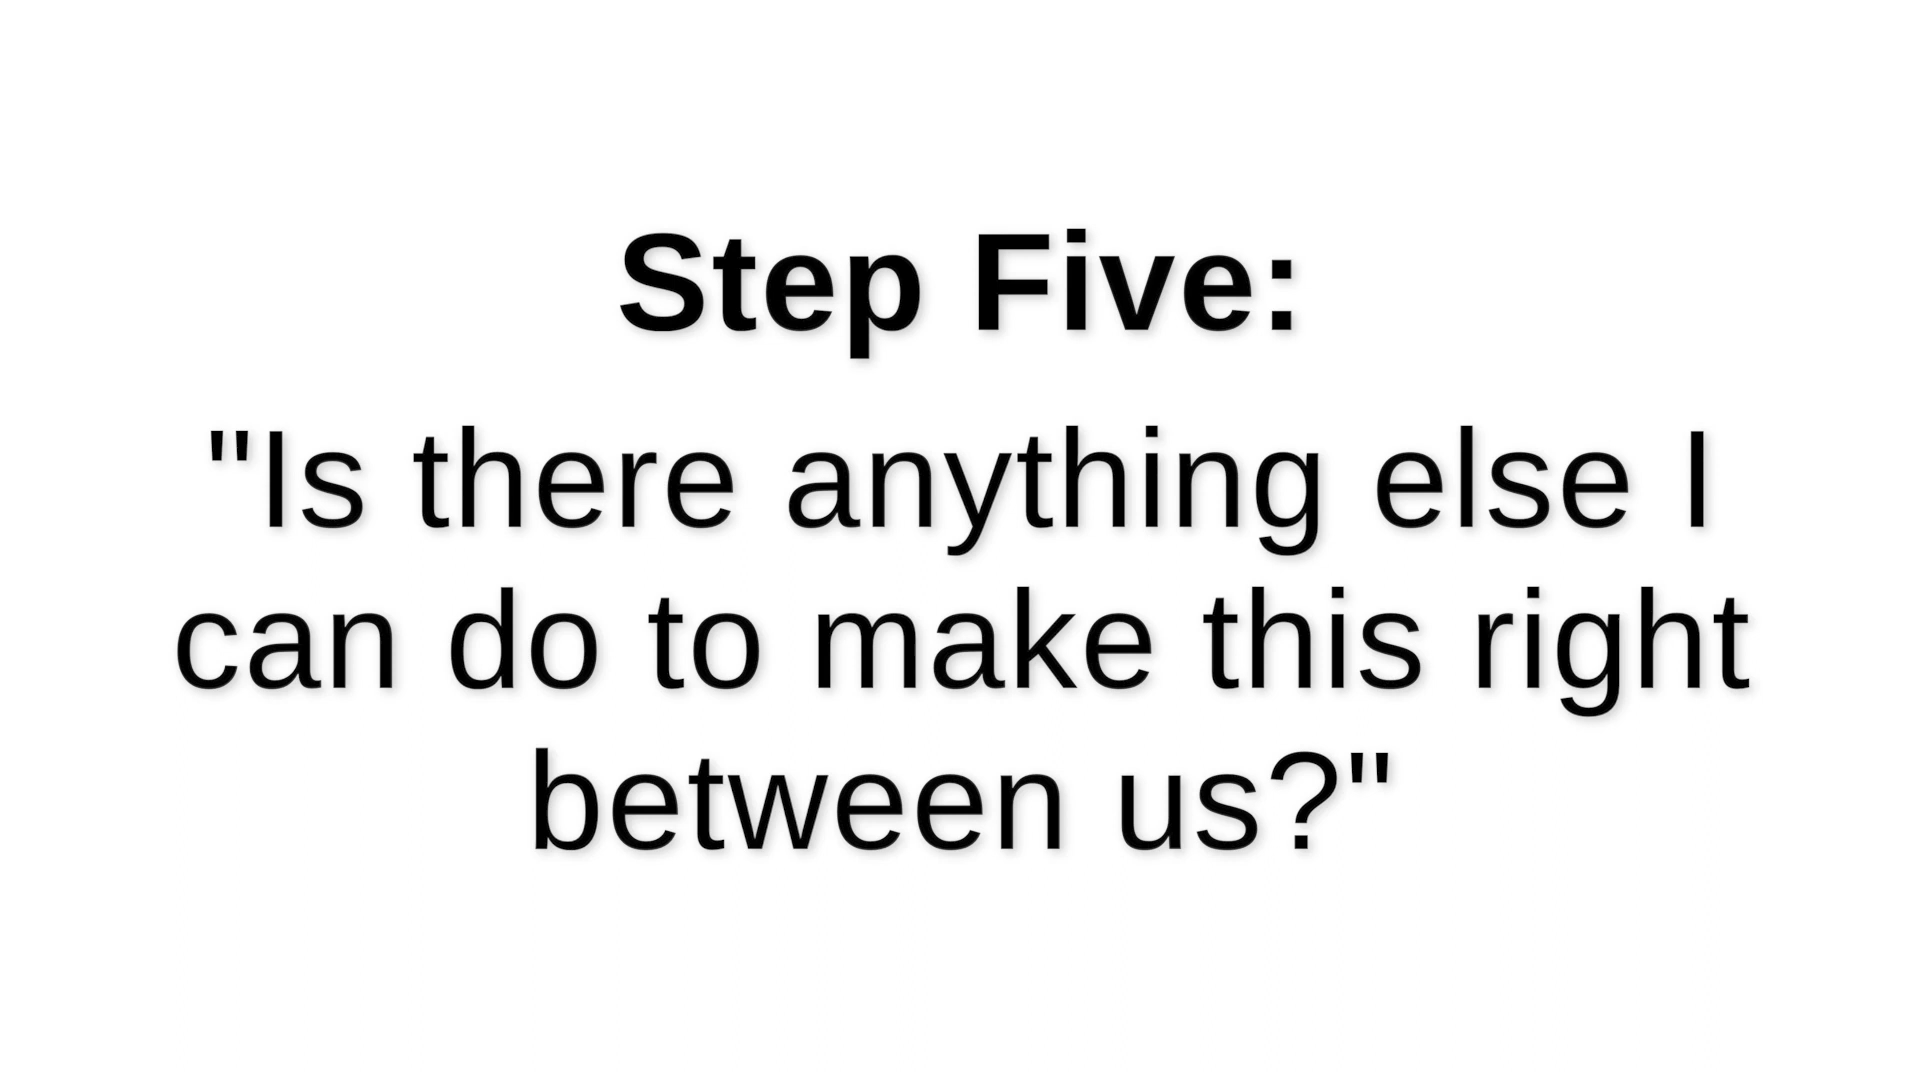 Step Five:
"Is there anything else I
can do to make this right
between us?"